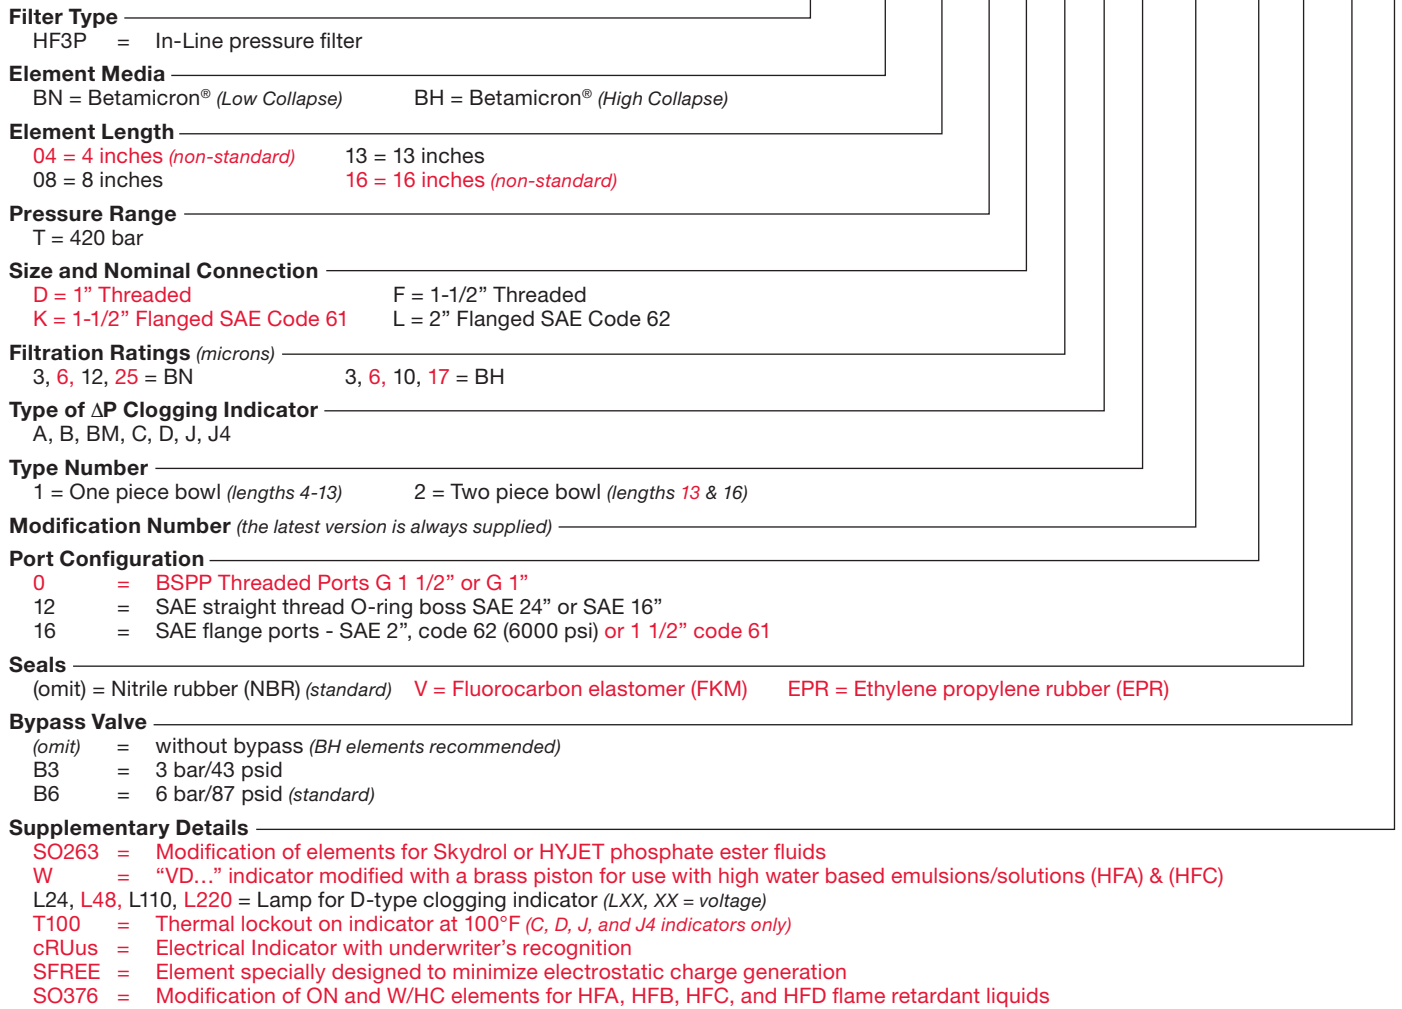 Filter Type
HF3P = In-Line pressure filter
Element Media
BN = Betamicron® (Low Collapse) BH = Betamicron® (High Collapse)
Element Length
04 = 4 inches (non-standard) 13 = 13 inches
08 = 8 inches 16 = 16 inches (non-standard)
Pressure Range
T = 420 bar
Size and Nominal Connection
D = 1” Threaded F = 1-1/2” Threaded
K = 1-1/2” Flanged SAE Code 61 L = 2” Flanged SAE Code 62
Filtration Ratings (microns)
3, 6, 12, 25 = BN 3, 6, 10, 17 = BH
Type of ΔP Clogging Indicator
A, B, BM, C, D, J, J4
Type Number
1 = One piece bowl (lengths 4-13) 2 = Two piece bowl (lengths 13 & 16)
Modification Number (the latest version is always supplied)
Port Configuration
0 = BSPP Threaded Ports G 1 1/2” or G 1”
12 = SAE straight thread O-ring boss SAE 24” or SAE 16”
16 = SAE flange ports - SAE 2”, code 62 (6000 psi) or 1 1/2” code 61
Seals
(omit) = Nitrile rubber (NBR) (standard) V = Fluorocarbon elastomer (FKM) EPR = Ethylene propylene rubber (EPR)
Bypass Valve
(omit) = without bypass (BH elements recommended)
B3 = 3 bar/43 psid
B6 = 6 bar/87 psid (standard)
Supplementary Details
SO263 = Modification of elements for Skydrol or HYJET phosphate ester fluids
W = “VD…” indicator modified with a brass piston for use with high water based emulsions/solutions (HFA) & (HFC)
L24, L48, L110, L220 = Lamp for D-type clogging indicator (LXX, XX = voltage)
T100 = Thermal lockout on indicator at 100°F (C, D, J, and J4 indicators only)
cRUus = Electrical Indicator with underwriter’s recognition
SFREE = Element specially designed to minimize electrostatic charge generation
SO376 = Modification of ON and W/HC elements for HFA, HFB, HFC, and HFD flame retardant liquids